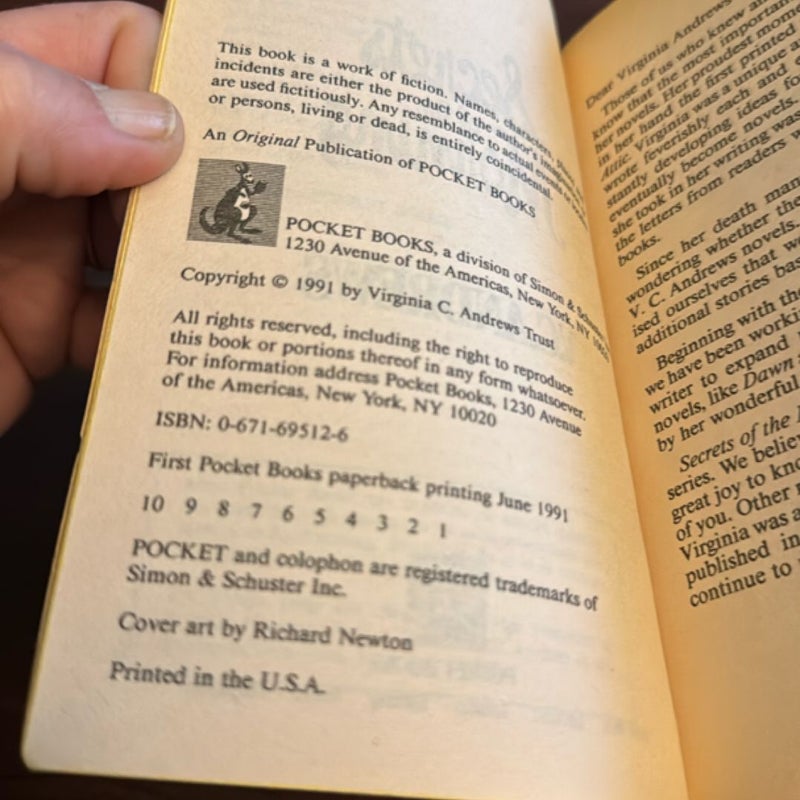 This book is a work of fiction. Names, characters, places and
incidents are either the product of the author's imagination or
are used fictitiously. Any resemblance to actual events or locales
or persons, living or dead, is entirely coincidental.
An Original Publication of POCKET BOOKS
POCKET BOOKS, a division of Simon & Schuster
1230 Avenue of the Americas, New York, NY 10020
Copyright © 1991 by Virginia C. Andrews Trust
All rights reserved, including the right to reproduce
this book or portions thereof in any form whatsoever.
For information address Pocket Books, 1230 Avenue
of the Americas, New York, NY 10020
ISBN: 0-671-69512-6
First Pocket Books paperback printing June 1991
10 9 8 7 6 5 4 3 2 1
POCKET and colophon are registered trademarks of
Simon & Schuster Inc.
Cover art by Richard Newton
Printed in the U.S.A.
Dear Virginia Andrews
Those of us who knew
know that the most important
her novels. Her proudest
in her hand the first printed
Attic. Virginia was a unique
wrote feverishly each and
stantly developing ideas
eventually become novels.
she took in her writing was
the letters from readers
books.
Since her death
wondering whether
V. C. Andrews novels.
ised ourselves that
additional stories
Beginning with
we have been
writer to expand
novels, like Dawn
by her wonderful
Secrets of the
series. We
great joy to
of you. Other
Virginia was
published in
continue to